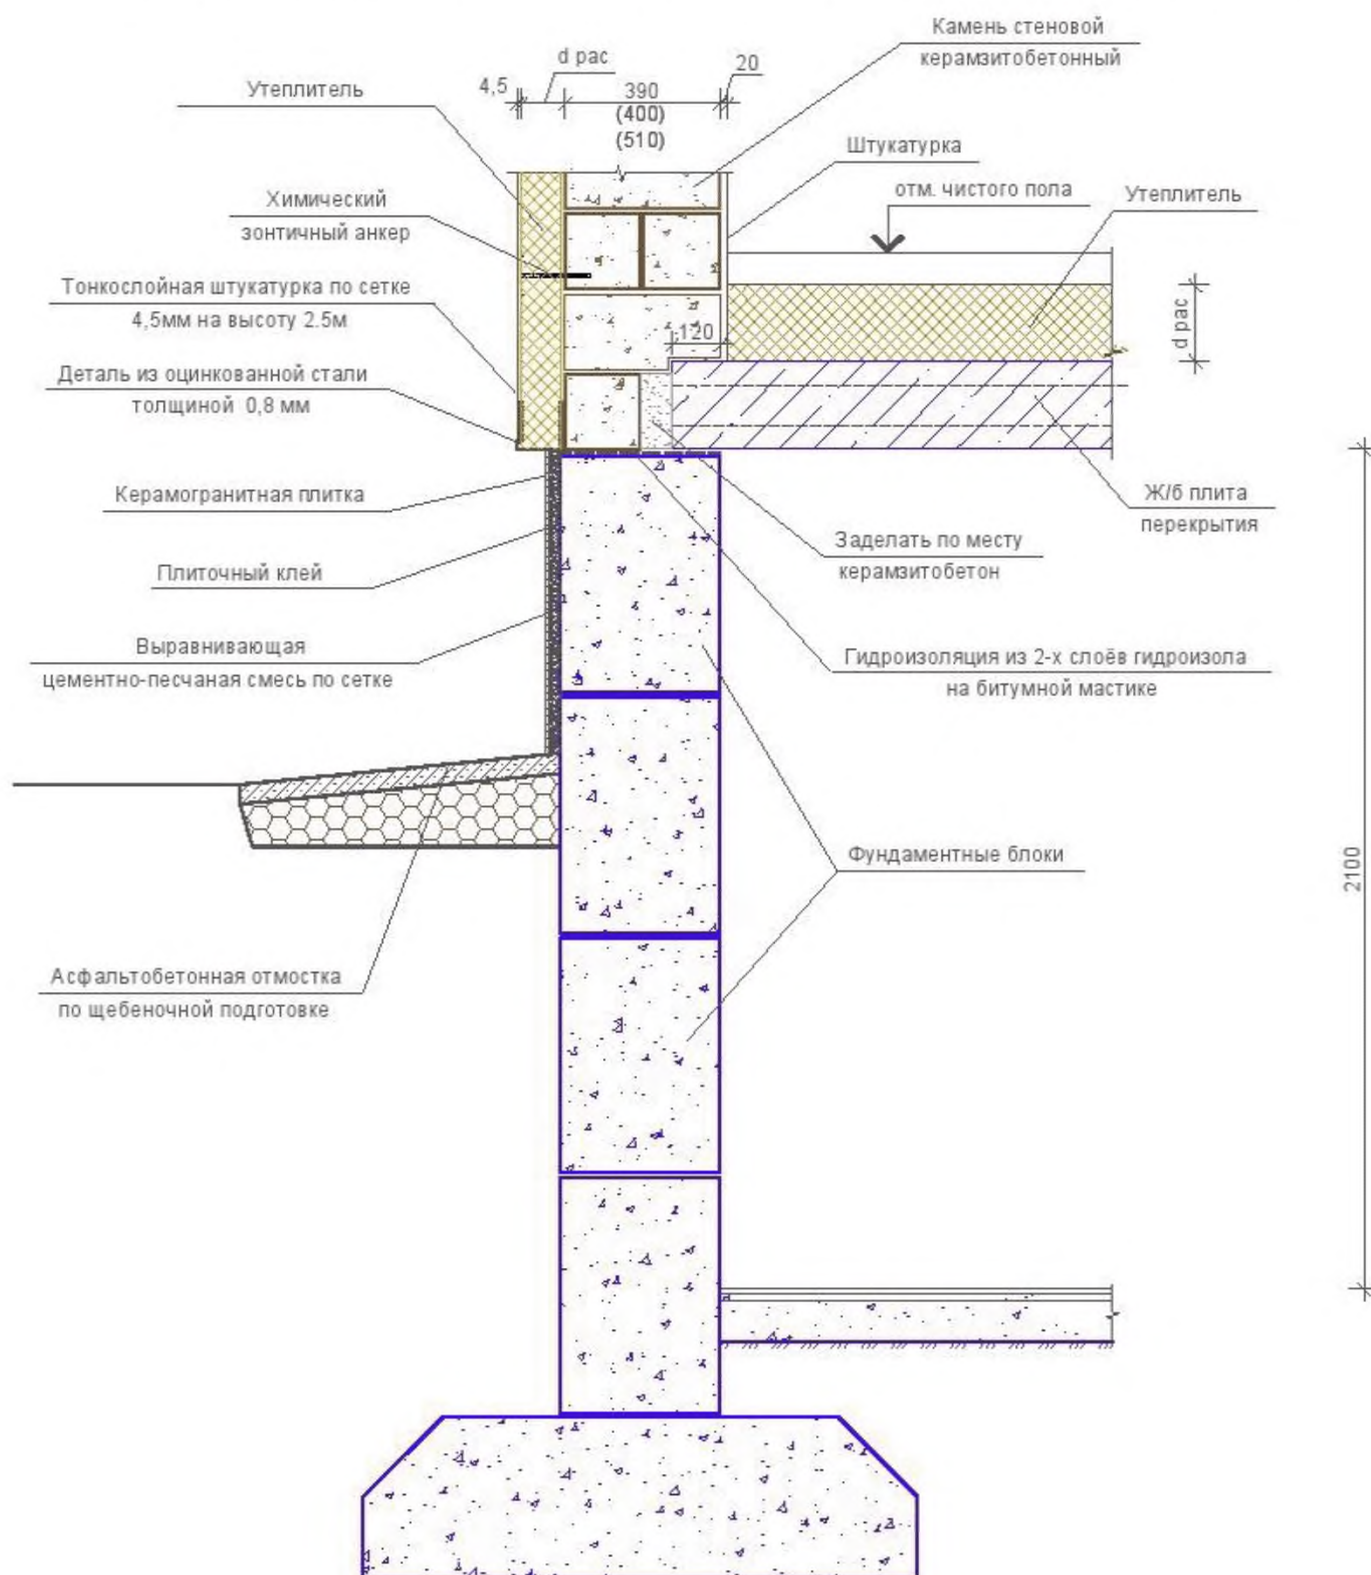 Камень стеновой
керамзитобетонный
d рас
20
4,5
390
(400)
(510)
Утеплитель
Штукатурка
отм. чистого пола
Утеплитель
Химический
зонтичный анкер
Тонкослойная штукатурка по сетке
4,5мм на высоту 2.5м
120
d рас
Деталь из оцинкованной стали
толщиной 0,8 мм
Керамогранитная плитка
Ж/б плита
перекрытия
Заделать по месту
керамзитобетон
Плиточный клей
Выравнивающая
цементно-песчаная смесь по сетке
Гидроизоляция из 2-х слоёв гидроизола
на битумной мастике
Фундаментные блоки
2100
Асфальтобетонная отмостка
по щебеночной подготовке